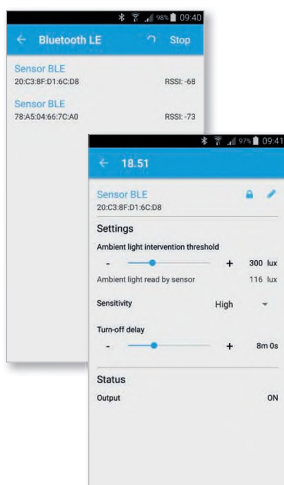 98% 09:40
Bluetooth LE Stop
Sensor BLE
20:C3:8F:D1:6C:D8 RSSI: -68
Sensor BLE
78:A5:04:66:7C:A0 RSSI: -73
97% 09:41
18.51
Sensor BLE
20:C3:8F:D1:6C:D8
Settings
Ambient light intervention threshold
- + 300 lux
Ambient light read by sensor 116 lux
Sensitivity High
Turn-off delay
- + 8m 0s
Status
Output ON